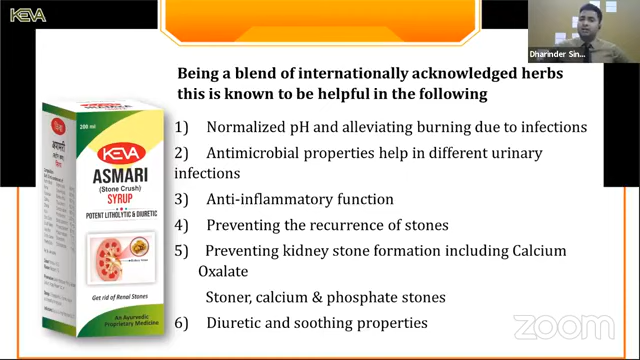 KEVA
Dharinder Sin...
Being a blend of internationally acknowledged herbs
this is known to be helpful in the following
1) Normalized pH and alleviating burning due to infections
2) Antimicrobial properties help in different urinary
infections
3) Anti-inflammatory function
4) Preventing the recurrence of stones
5) Preventing kidney stone formation including Calcium
Oxalate
Stoner, calcium & phosphate stones
6) Diuretic and soothing properties
200 ml
KEVA
ASMARI
(Stone Crush)
SYRUP
POTENT LITHOLYTIC & DIURETIC
Get rid of Renal Stones
An Ayurvedic
Proprietary Medicine
zoom